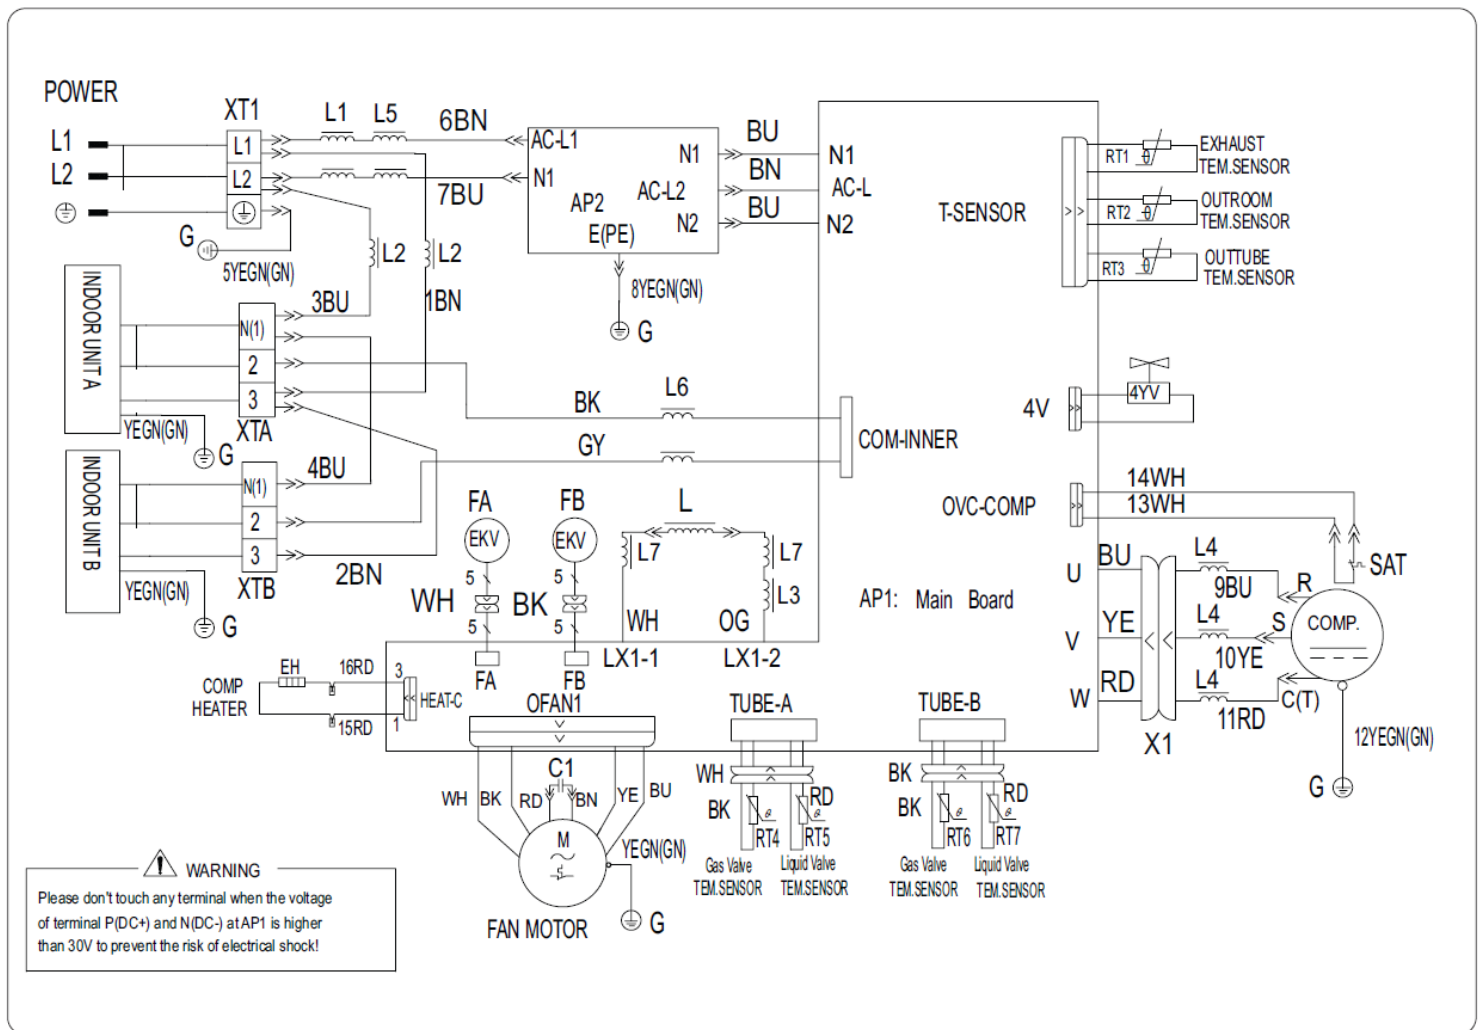 POWER
L1
L2
XT1
L1
L2
L1
L5
6BN
7BU
G
5YEGN(GN)
L2
L2
3BU
1BN
AC-L1
N1
N1
AC-L2
AP2
N2
E(PE)
8YEGN(GN)
G
BU
BN
BU
N1
AC-L
N2
T-SENSOR
RT1
θ
EXHAUST
TEM.SENSOR
RT2
θ
OUTROOM
TEM.SENSOR
RT3
θ
OUTTUBE
TEM.SENSOR
INDOOR UNIT A
N(1)
2
3
XTA
YEGN(GN)
G
INDOOR UNIT B
N(1)
2
3
XTB
YEGN(GN)
G
4BU
2BN
BK
L6
GY
COM-INNER
4V
4YV
OVC-COMP
14WH
13WH
SAT
FA
EKV
5
WH
5
FA
FB
EKV
5
BK
5
FB
L
L7
L7
L3
WH
OG
LX1-1
LX1-2
AP1: Main Board
U
V
W
BU
YE
RD
X1
L4
9BU
R
L4
10YE
S
L4
11RD
C(T)
COMP.
12YEGN(GN)
G
COMP
HEATER
EH
16RD
15RD
3
1
HEAT-C
OFAN1
WH
BK
RD
C1
BN
YE
BU
M
YEGN(GN)
G
FAN MOTOR
TUBE-A
WH
BK
RD
θ
θ
RT4
RT5
Gas Valve
TEM.SENSOR
Liquid Valve
TEM.SENSOR
TUBE-B
BK
BK
RD
θ
θ
RT6
RT7
Gas Valve
TEM.SENSOR
Liquid Valve
TEM.SENSOR
WARNING
Please don't touch any terminal when the voltage
of terminal P(DC+) and N(DC-) at AP1 is higher
than 30V to prevent the risk of electrical shock!